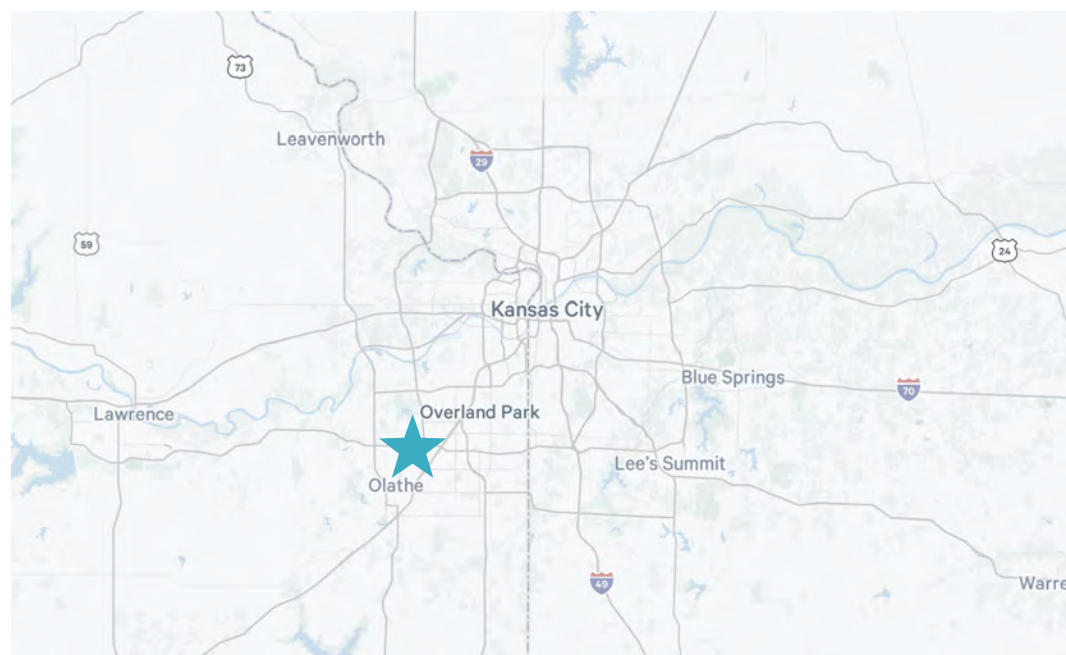 73
Leavenworth
29
59
24
Kansas City
Blue Springs
70
Lawrence
Overland Park
Lee's Summit
Olathe
49
Warre